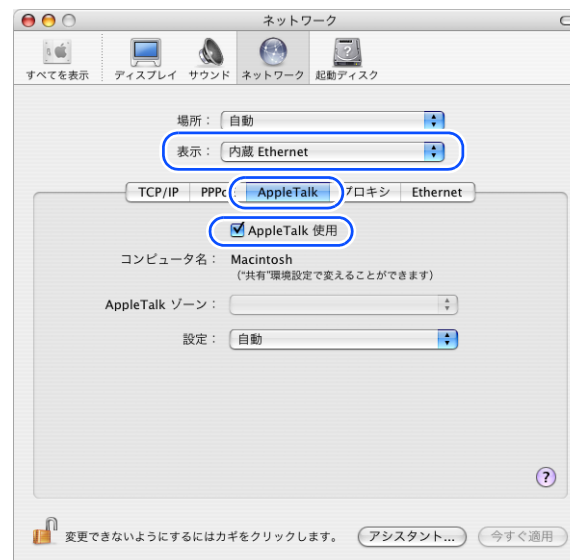 ネットワーク
すべてを表示 ディスプレイ サウンド ネットワーク 起動ディスク
場所： 自動
表示： 内蔵 Ethernet
TCP/IP PPPo AppleTalk プロキシ Ethernet
AppleTalk 使用
コンピュータ名： Macintosh
（“共有”環境設定で変えることができます）
AppleTalk ゾーン：
設定： 自動
?
変更できないようにするにはカギをクリックします。 アシスタント... 今すぐ適用